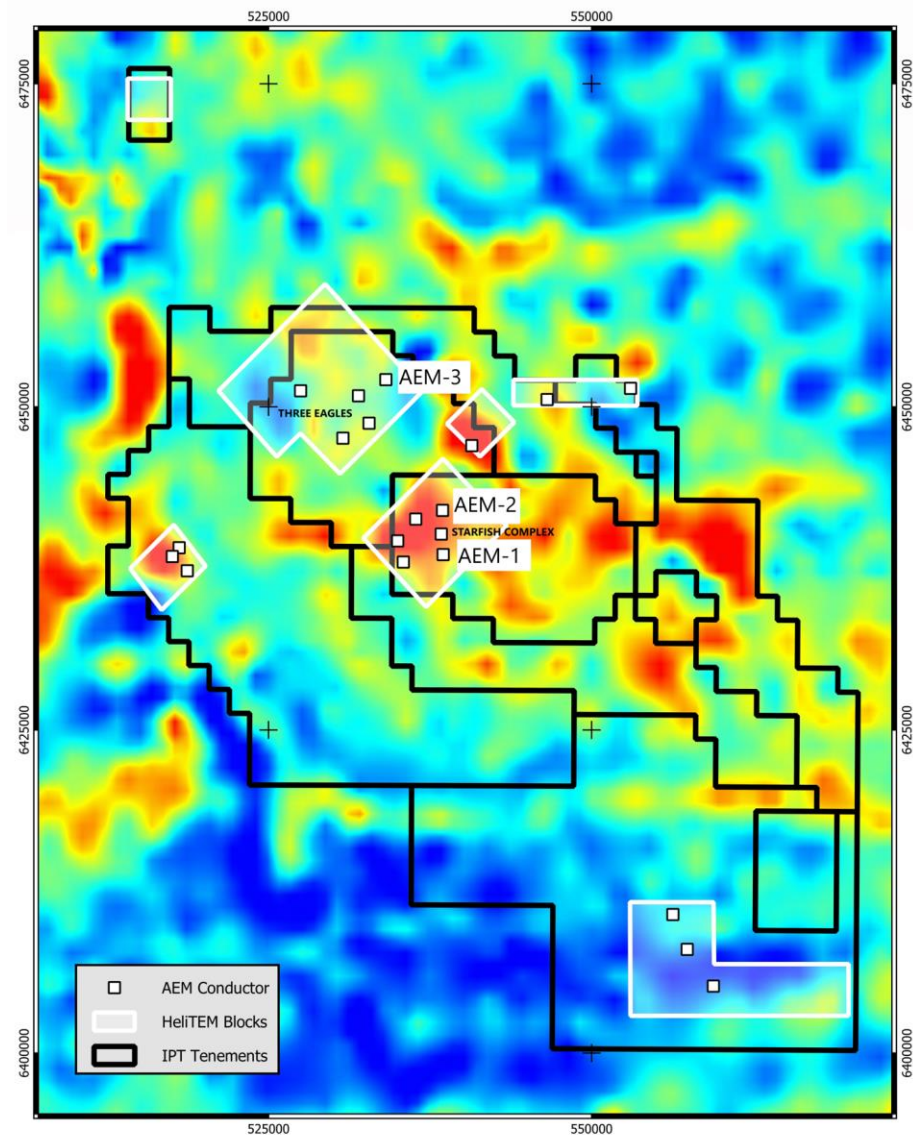 525000
550000
6475000
6475000
AEM-3
6450000
THREE EAGLES
6450000
AEM-2
STARFISH COMPLEX
AEM-1
6425000
6425000
AEM Conductor
HeliTEM Blocks
IPT Tenements
6400000
6400000
525000
550000